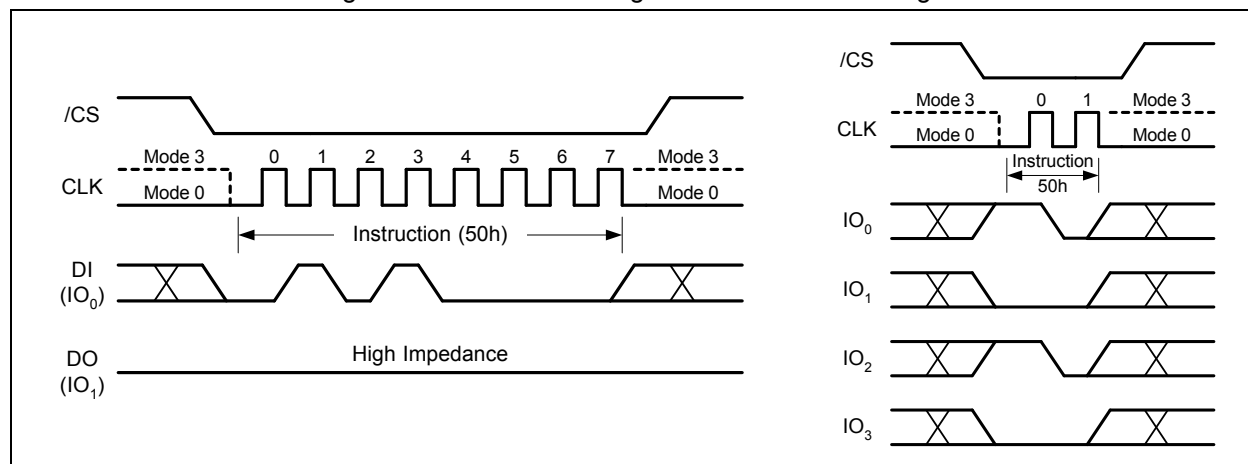 /CS
Mode 3 0 1 2 3 4 5 6 7 Mode 3
CLK
Mode 0 Mode 0
Instruction (50h)
DI
(IO0)
High Impedance
DO
(IO1)
/CS
Mode 3 0 1 Mode 3
CLK
Mode 0 Mode 0
Instruction
50h
IO0
IO1
IO2
IO3